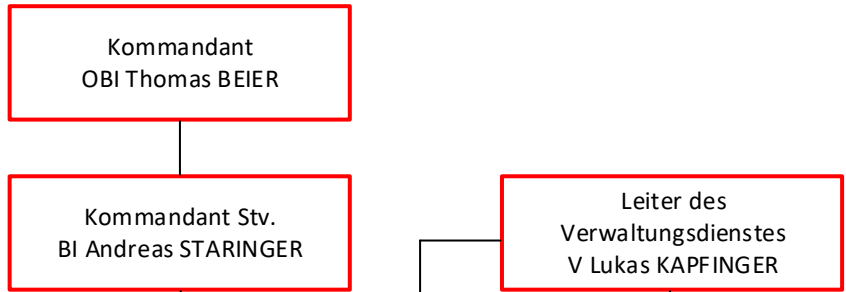 Kommandant
OBI Thomas BEIER
Kommandant Stv.
BI Andreas STARINGER
Leiter des
Verwaltungsdienstes
V Lukas KAPFINGER